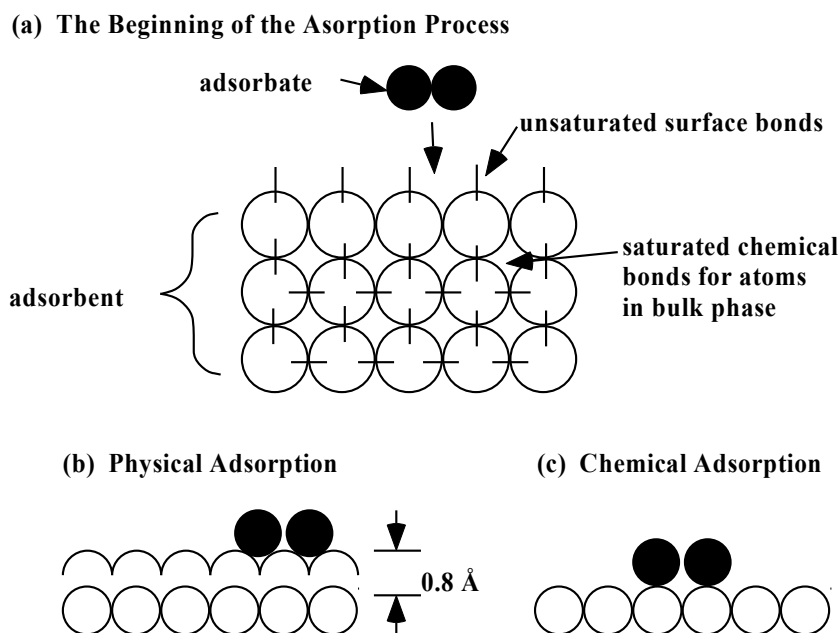 (a) The Beginning of the Asorption Process
adsorbate
unsaturated surface bonds
adsorbent
saturated chemical
bonds for atoms
in bulk phase
(b) Physical Adsorption
(c) Chemical Adsorption
0.8 Å